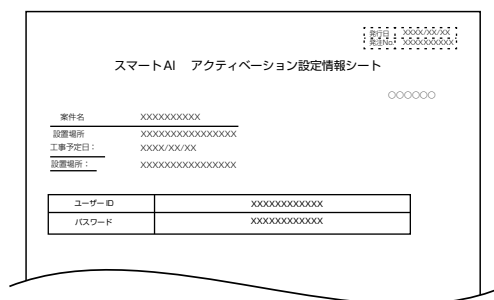 発行日： XXXX/XX/XX
発注No. XXXXXXXXXX
スマートAI アクティベーション設定情報シート
○○○○○○
案件名 XXXXXXXXXX
設置場所 XXXXXXXXXXXXXXXX
工事予定日： XXXX/XX/XX
設置場所： XXXXXXXXXXXXXXXX
ユーザーID XXXXXXXXXXXX
パスワード XXXXXXXXXXXX